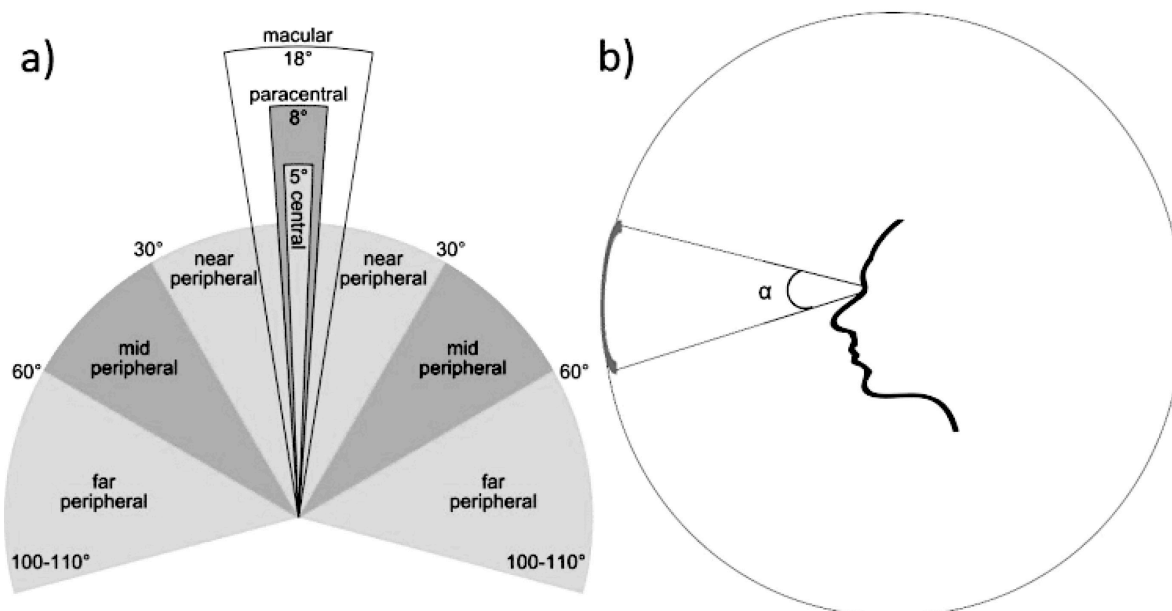 a)
macular
18°
paracentral
8°
5°
central
30°
near
peripheral
near
peripheral
30°
60°
mid
peripheral
mid
peripheral
60°
far
peripheral
far
peripheral
100-110°
100-110°
b)
α